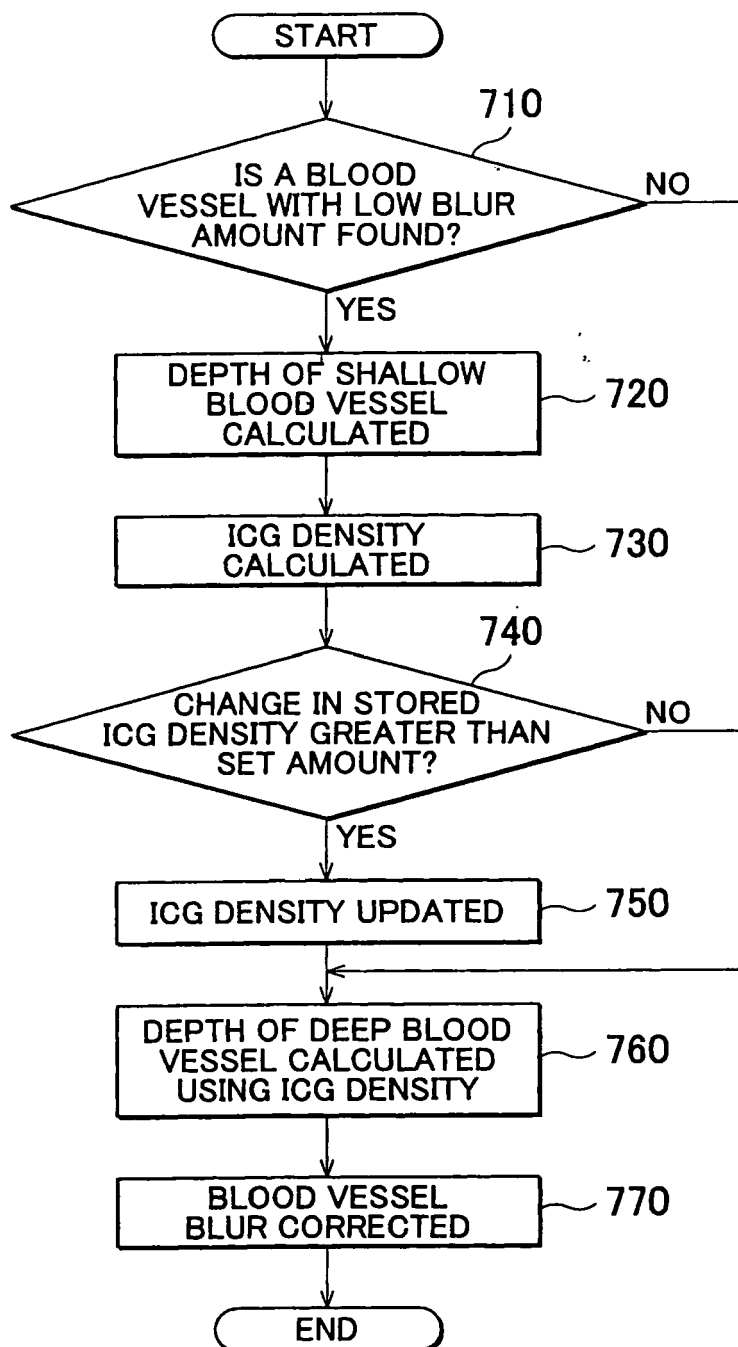 START
710
IS A BLOOD
VESSEL WITH LOW BLUR
AMOUNT FOUND?
NO
YES
DEPTH OF SHALLOW
BLOOD VESSEL
CALCULATED
720
ICG DENSITY
CALCULATED
730
740
CHANGE IN STORED
ICG DENSITY GREATER THAN
SET AMOUNT?
NO
YES
ICG DENSITY UPDATED
750
DEPTH OF DEEP BLOOD
VESSEL CALCULATED
USING ICG DENSITY
760
BLOOD VESSEL
BLUR CORRECTED
770
END